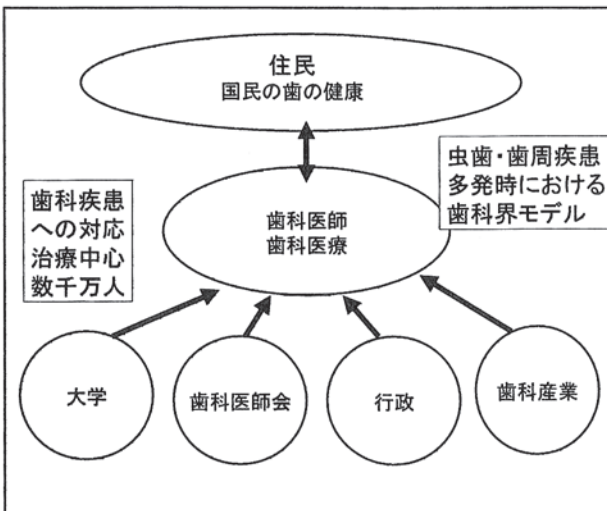 住民
国民の歯の健康
虫歯・歯周疾患
多発時における
歯科界モデル
歯科疾患
への対応
治療中心
数千万人
歯科医師
歯科医療
大学
歯科医師会
行政
歯科産業